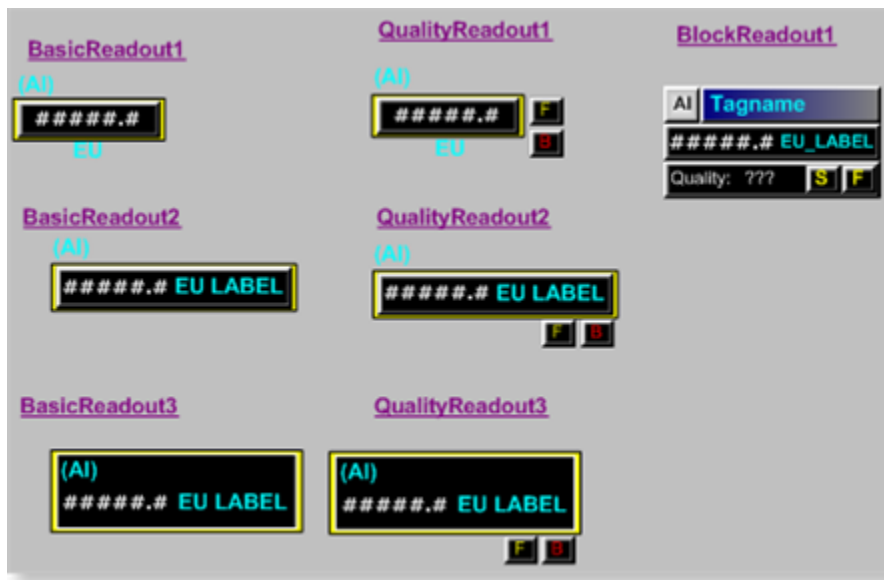 BasicReadout1
(AI)
#####.#
EU
QualityReadout1
(AI)
#####.#
F
B
EU
BlockReadout1
AI Tagname
#####.# EU_LABEL
Quality: ??? S F
BasicReadout2
(AI)
#####.# EU LABEL
QualityReadout2
(AI)
#####.# EU LABEL
F B
BasicReadout3
(AI)
#####.# EU LABEL
QualityReadout3
(AI)
#####.# EU LABEL
F B